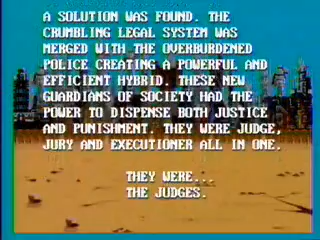 A SOLUTION WAS FOUND. THE
CRUMBLING LEGAL SYSTEM WAS
MERGED WITH THE OVERBURDENED
POLICE CREATING A POWERFUL AND
EFFICIENT HYBRID. THESE NEW
GUARDIANS OF SOCIETY HAD THE
POWER TO DISPENSE BOTH JUSTICE
AND PUNISHMENT. THEY WERE JUDGE,
JURY AND EXECUTIONER ALL IN ONE.
THEY WERE...
THE JUDGES.